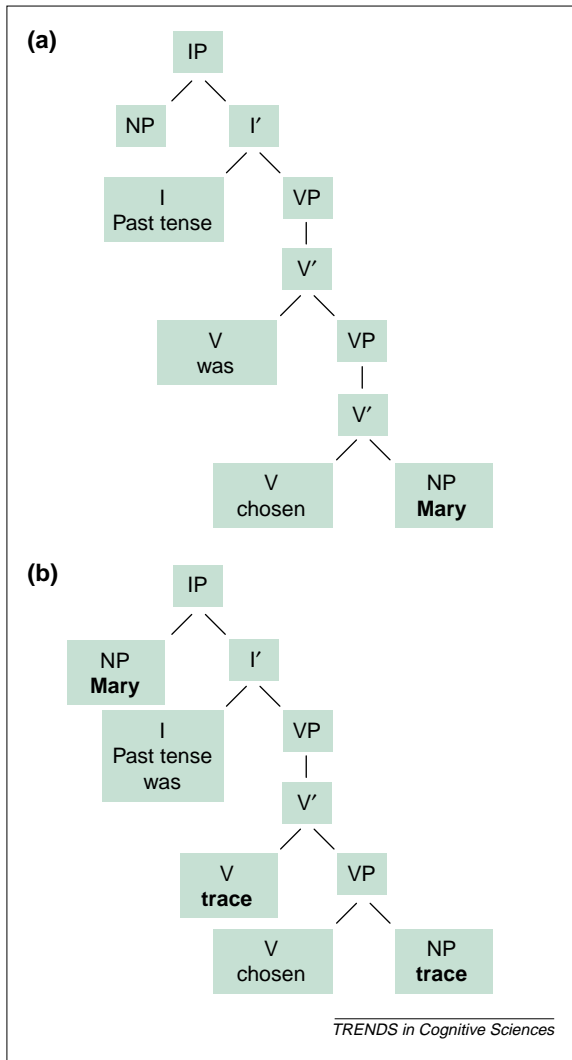 (a)
IP
NP
I′
I
Past tense
VP
V′
V
was
VP
V′
V
chosen
NP
Mary
(b)
IP
NP
Mary
I′
I
Past tense
was
VP
V′
V
trace
VP
V
chosen
NP
trace
TRENDS in Cognitive Sciences